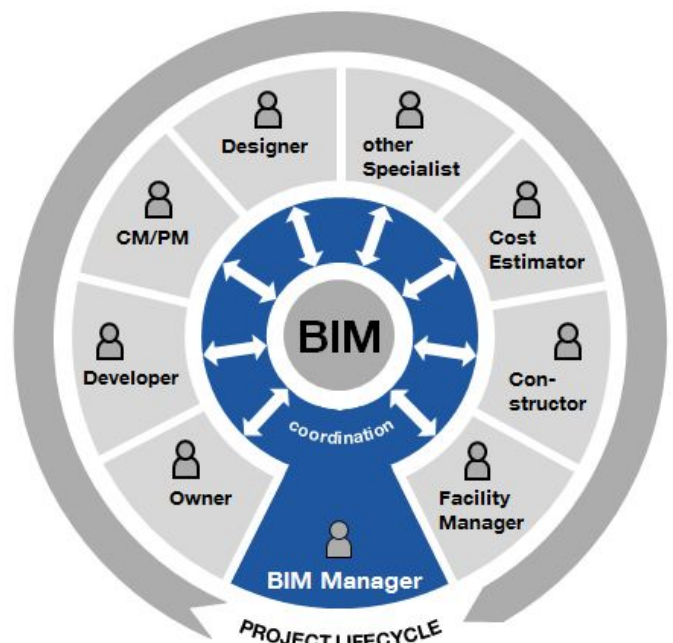 Designer
other
Specialist
CM/PM
Cost
Estimator
BIM
Developer
Con-
structor
coordination
Owner
Facility
Manager
BIM Manager
PROJECT LIFECYCLE